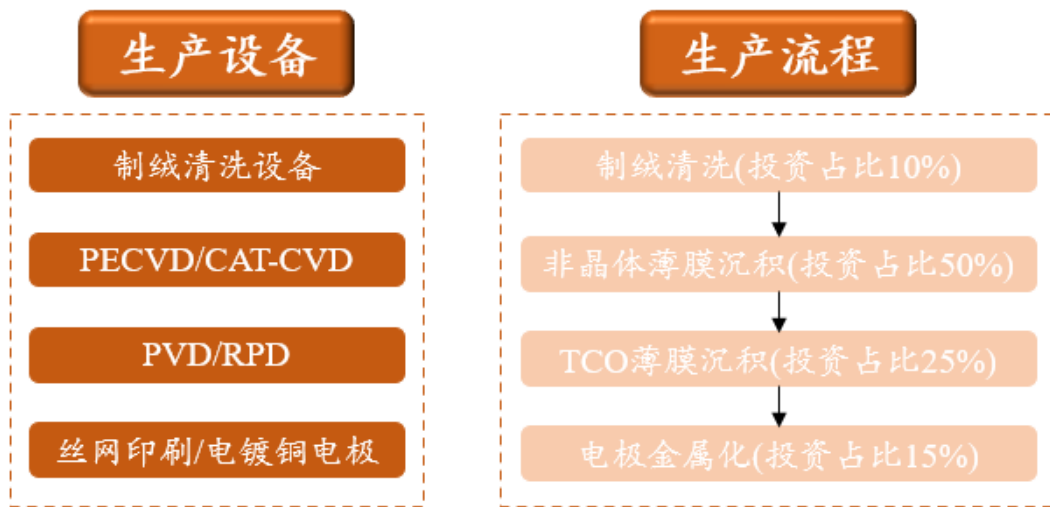 生产设备
制绒清洗设备
PECVD/CAT-CVD
PVD/RPD
丝网印刷/电镀铜电极
生产流程
制绒清洗(投资占比10%)
非晶体薄膜沉积(投资占比50%)
TCO薄膜沉积(投资占比25%)
电极金属化(投资占比15%)